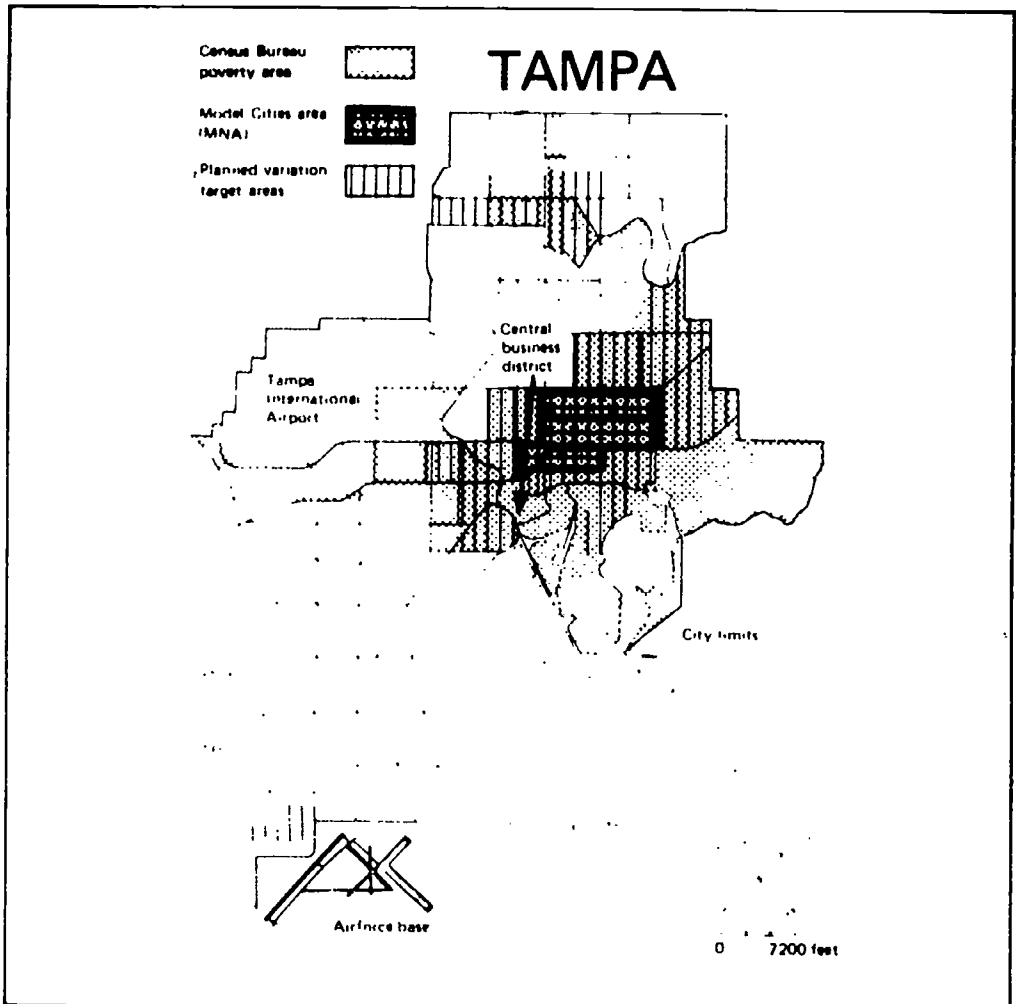 TAMPA
Census Bureau
poverty area
Model Cities area
(MNA)
Planned variation
target areas
Central
business
district
Tampa
International
Airport
City limits
Airforce base
0 7200 feet